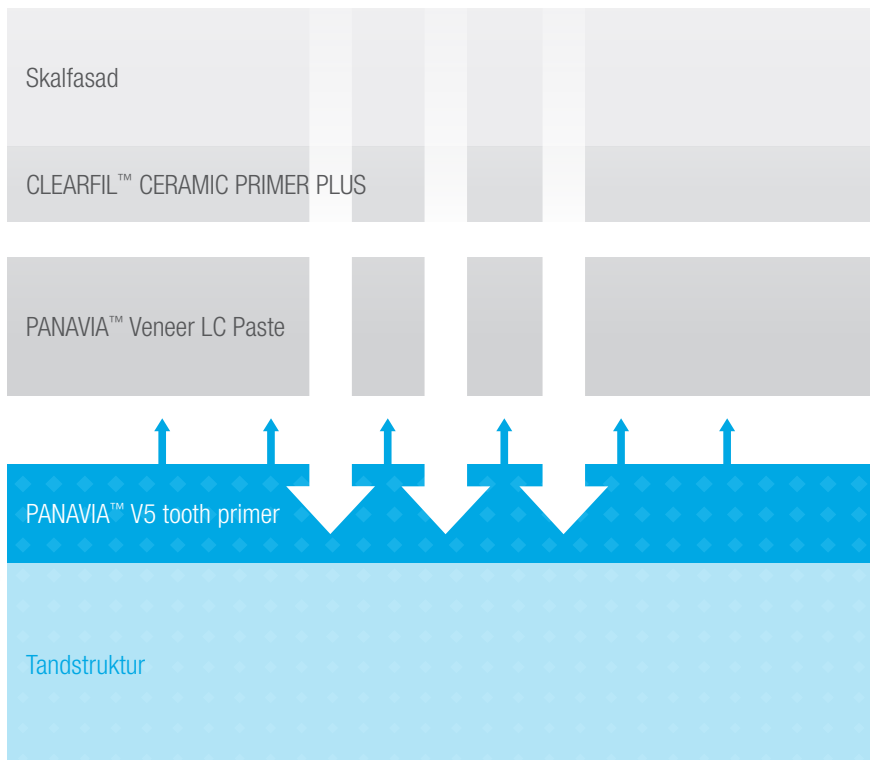 Skalfasad
CLEARFIL™ CERAMIC PRIMER PLUS
PANAVIA™ Veneer LC Paste
PANAVIA™ V5 tooth primer
Tandstruktur